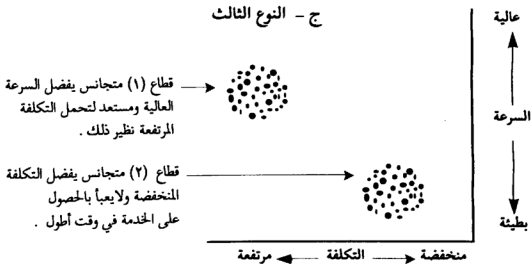 ج – النوع الثالث
عالية
السرعة
بطيئة
قطاع (١) متجانس يفضل السرعة
العالية ومستعد لتحمل التكلفة
المرتفعة نظير ذلك .
قطاع (٢) متجانس يفضل التكلفة
المنخفضة ولايعبأ بالحصول
على الخدمة في وقت أطول .
منخفضة التكلفة مرتفعة